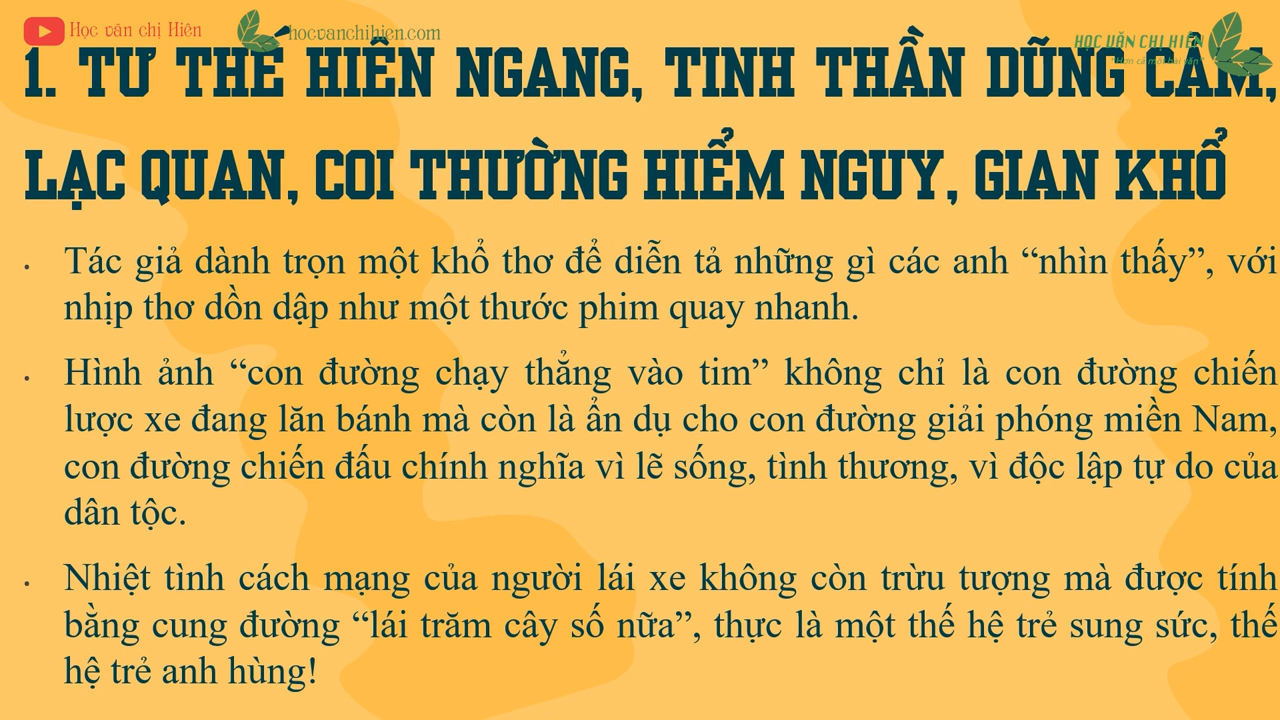 Học văn chị Hiên
hocvanchihien.com
HỌC VĂN CHỊ HIÊN
"Hơn cả một bài văn"
1. TƯ THẾ HIÊN NGANG, TINH THẦN DŨNG CẢM,
LẠC QUAN, COI THƯỜNG HIỂM NGUY, GIAN KHỔ
• Tác giả dành trọn một khổ thơ để diễn tả những gì các anh “nhìn thấy”, với
nhịp thơ dồn dập như một thước phim quay nhanh.
• Hình ảnh “con đường chạy thẳng vào tim” không chỉ là con đường chiến
lược xe đang lăn bánh mà còn là ẩn dụ cho con đường giải phóng miền Nam,
con đường chiến đấu chính nghĩa vì lẽ sống, tình thương, vì độc lập tự do của
dân tộc.
• Nhiệt tình cách mạng của người lái xe không còn trừu tượng mà được tính
bằng cung đường “lái trăm cây số nữa”, thực là một thế hệ trẻ sung sức, thế
hệ trẻ anh hùng!